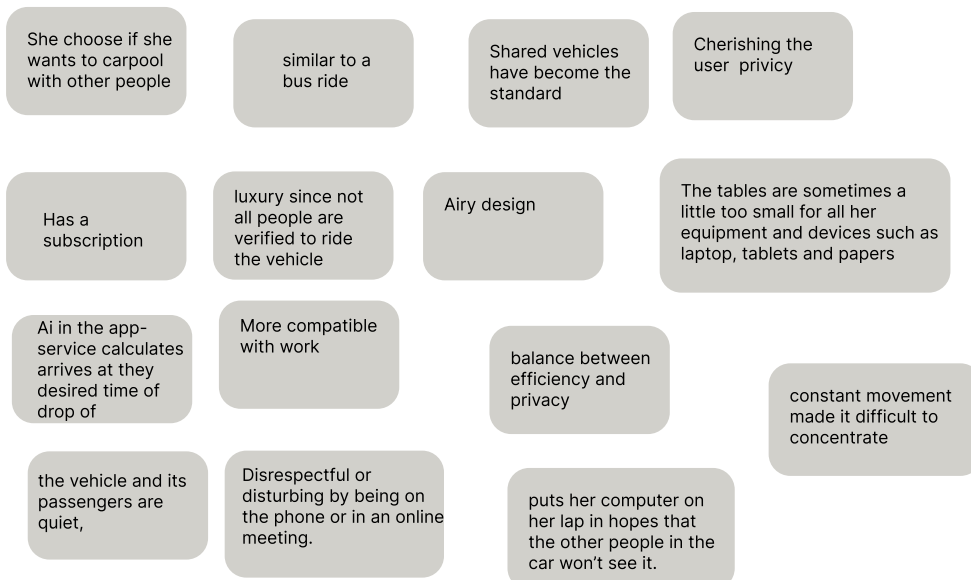 She choose if she
wants to carpool
with other people
similar to a
bus ride
Shared vehicles
have become the
standard
Cherishing the
user  privicy
Has a
subscription
luxury since not
all people are
verified to ride
the vehicle
Airy design
The tables are sometimes a
little too small for all her
equipment and devices such as
laptop, tablets and papers
Ai in the app-
service calculates
arrives at they
desired time of
drop of
More compatible
with work
balance between
efficiency and
privacy
constant movement
made it difficult to
concentrate
the vehicle and its
passengers are
quiet,
Disrespectful or
disturbing by being on
the phone or in an online
meeting.
puts her computer on
her lap in hopes that
the other people in the
car won’t see it.